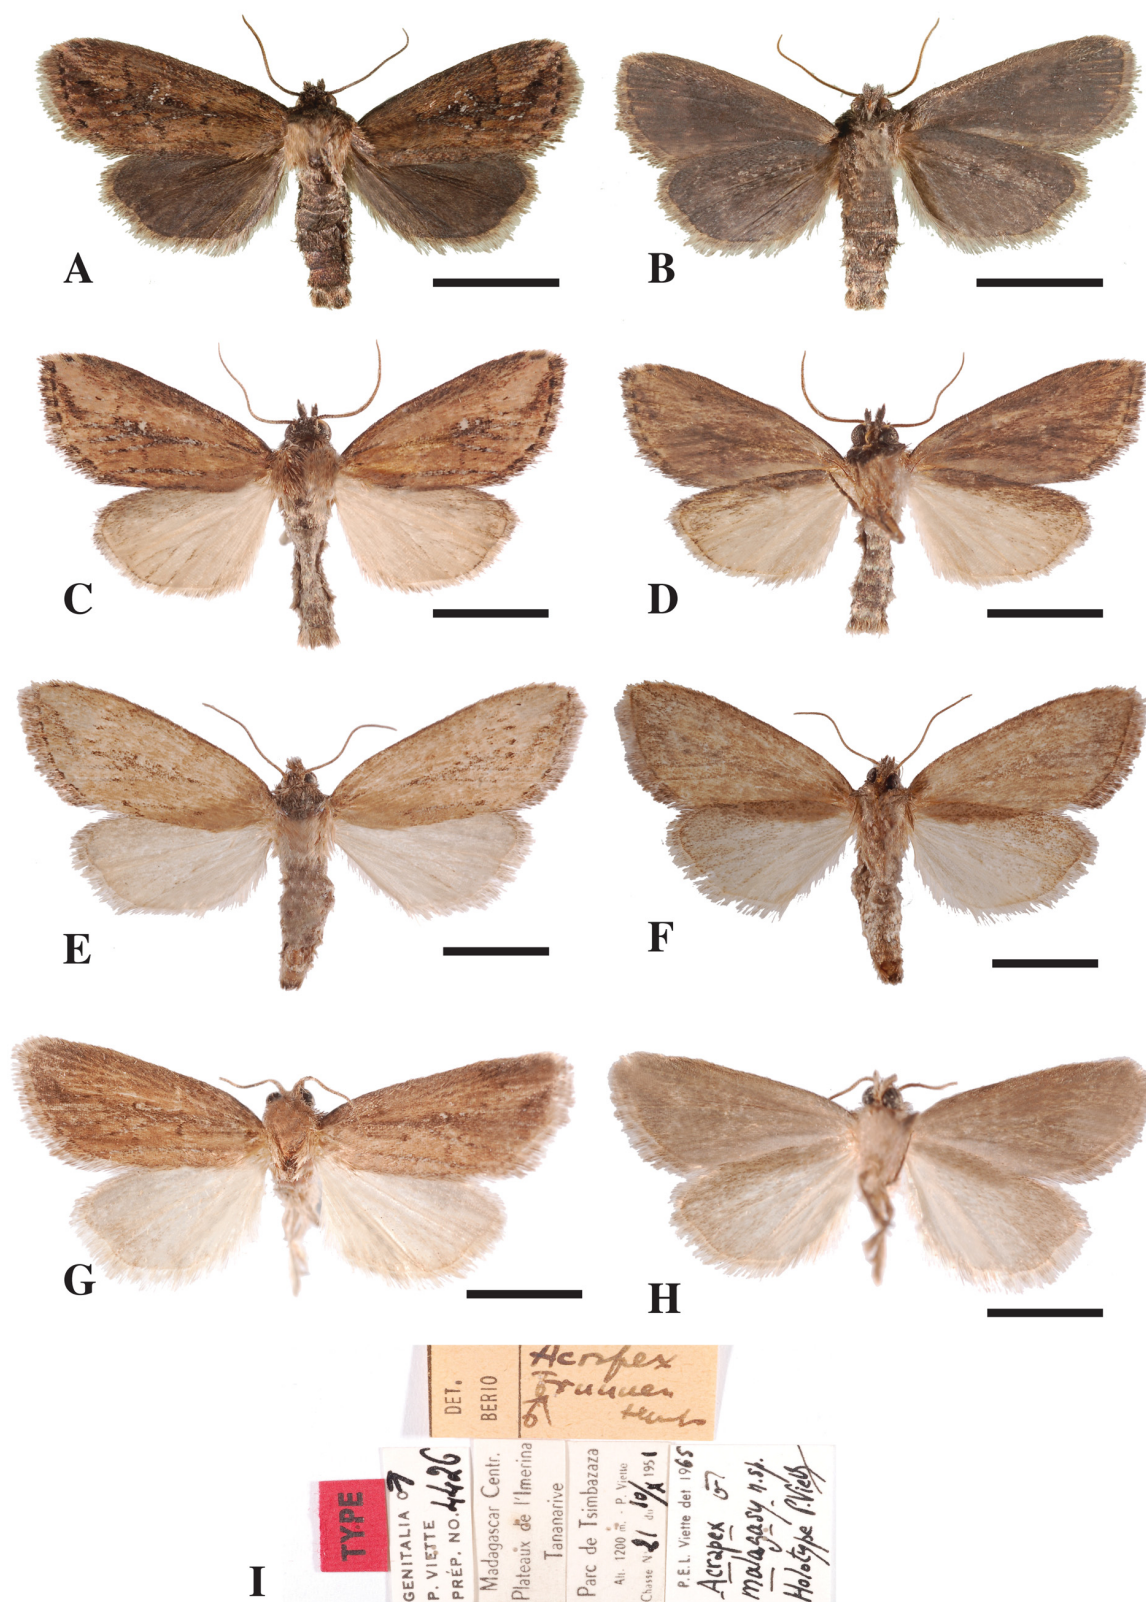 A
B
C
D
E
F
G
H
I
DET.
BERIO
Acrapex
brunnea
♂
TYPE
GENITALIA ♂
P. VIETTE
PRÉP. NO. 4426
Madagascar Centr.
Plateaux de l'Imerina
Tananarive
Parc de Tsimbazaza
Alt. 1200 m. - P. Viette
Chasse N° 21 du 10/X 1951
P.E.L. Viette det 1965
Acrapex ♂
malagasy n.sp.
Holotype P. Viette